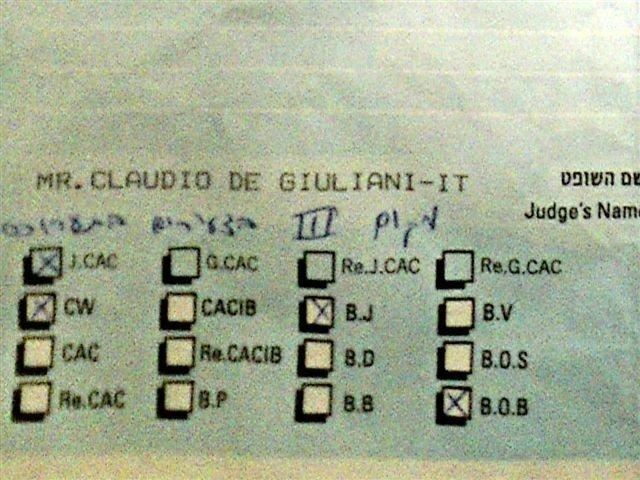 MR.CLAUDIO DE GIULIANI-IT
שם השופט
Judge's Name
מקום III
J.CAC G.CAC Re.J.CAC Re.G.CAC
CW CACIB B.J B.V
CAC Re.CACIB B.D B.O.S
Re.CAC B.P B.B B.O.B